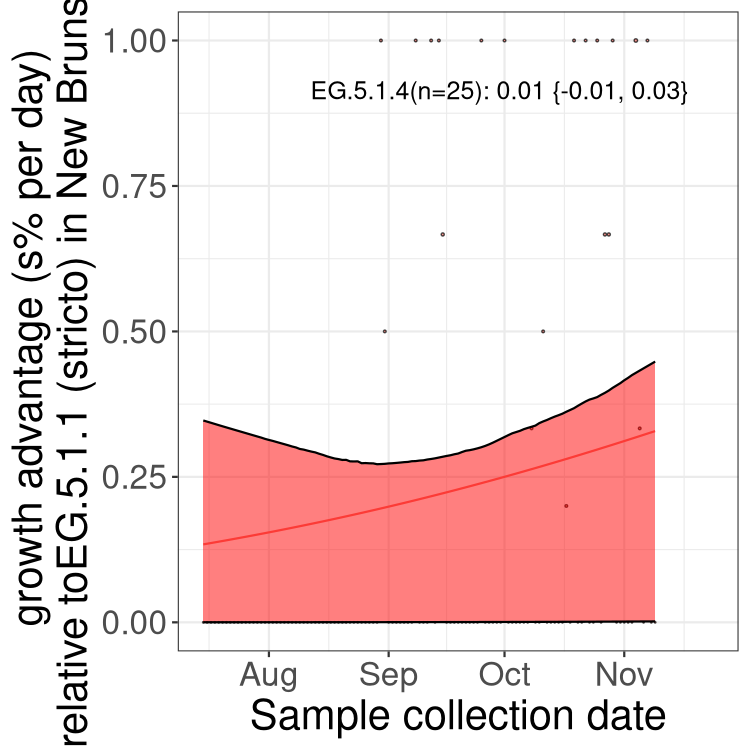 growth advantage (s% per day)
relative toEG.5.1.1 (stricto) in New Bruns
1.00
0.75
0.50
0.25
0.00
EG.5.1.4(n=25): 0.01 {-0.01, 0.03}
Aug Sep Oct Nov
Sample collection date